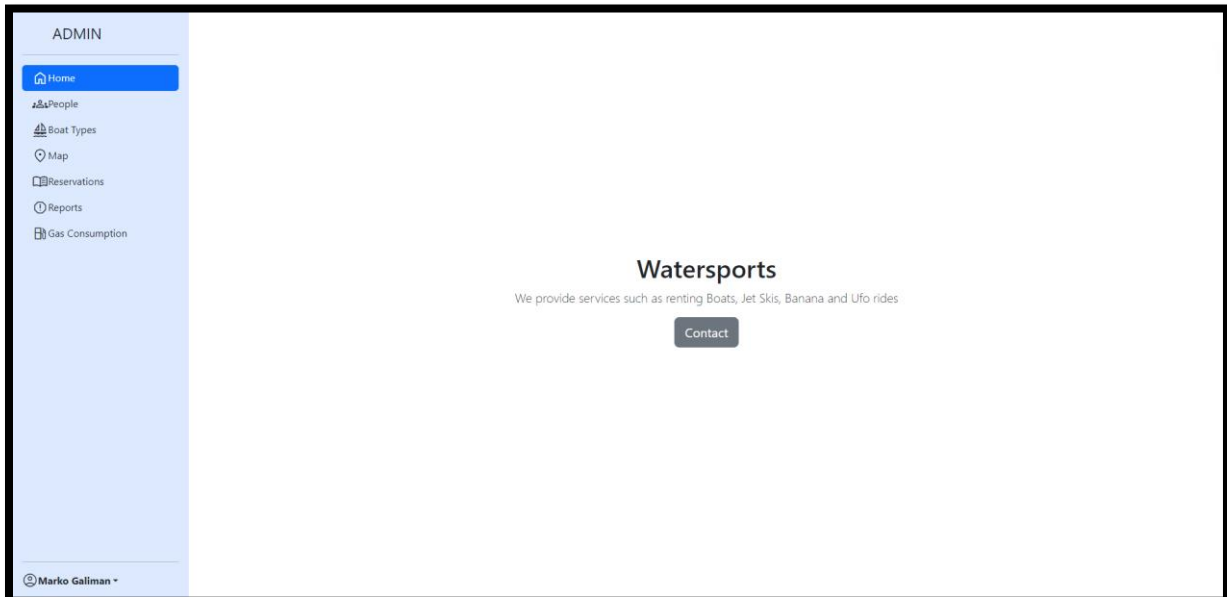 ADMIN
Home
People
Boat Types
Map
Reservations
Reports
Gas Consumption
Watersports
We provide services such as renting Boats, Jet Skis, Banana and Ufo rides
Contact
Marko Galiman